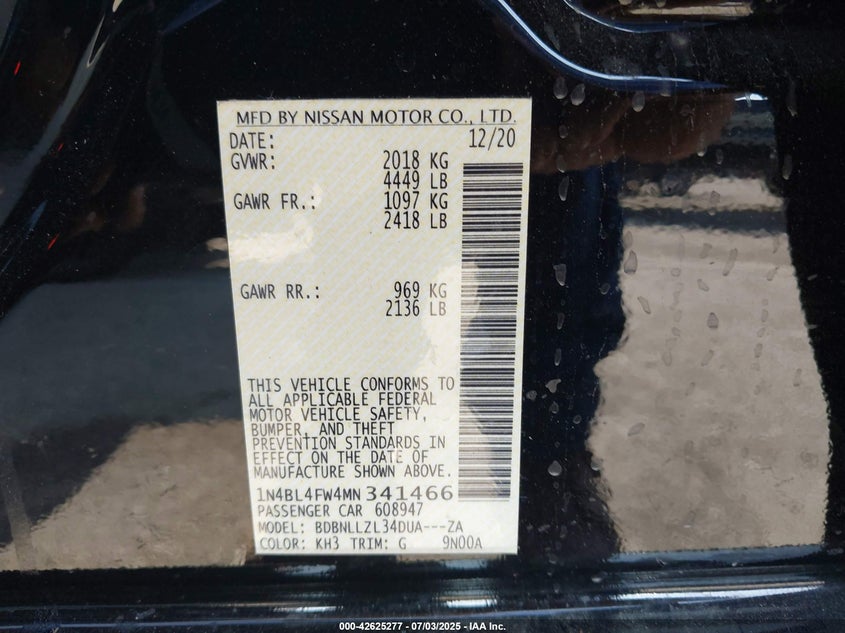 MFD BY NISSAN MOTOR CO., LTD.
DATE: 12/20
GVWR: 2018 KG
4449 LB
GAWR FR.: 1097 KG
2418 LB
GAWR RR.: 969 KG
2136 LB
THIS VEHICLE CONFORMS TO
ALL APPLICABLE FEDERAL
MOTOR VEHICLE SAFETY,
BUMPER, AND THEFT
PREVENTION STANDARDS IN
EFFECT ON THE DATE OF
MANUFACTURE SHOWN ABOVE.
1N4BL4FW4MN 341466
PASSENGER CAR 608947
MODEL: BDBNLLZL34DUA---ZA
COLOR: KH3 TRIM: G 9N00A
000-42625277 - 07/03/2025 - IAA Inc.